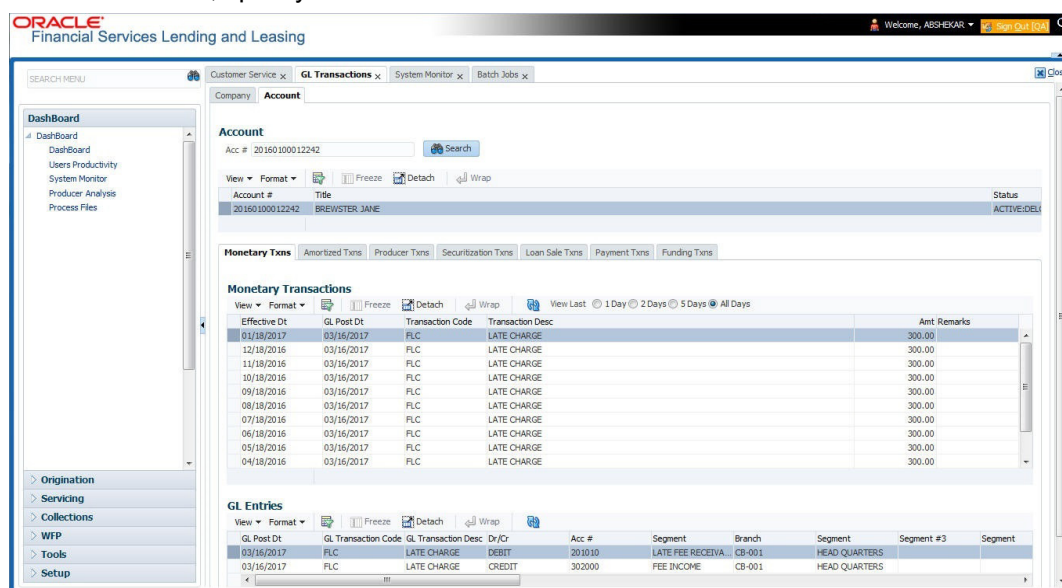 ORACLE
Financial Services Lending and Leasing
Welcome, ABSHEKAR
Sign Out [QA]
SEARCH MENU
Customer Service x GL Transactions x System Monitor x Batch Jobs x
Company Account
DashBoard
DashBoard
DashBoard
Users Productivity
System Monitor
Producer Analysis
Process Files
Origination
Servicing
Collections
WFP
Tools
Setup
Account
Acc # 20160100012242 Search
View Format Freeze Detach Wrap
Account # Title Status
20160100012242 BREWSTER JANE ACTIVE:DEL
Monetary Txns Amortized Txns Producer Txns Securitization Txns Loan Sale Txns Payment Txns Funding Txns
Monetary Transactions
View Format Freeze Detach Wrap View Last 1 Day 2 Days 5 Days All Days
Effective Dt GL Post Dt Transaction Code Transaction Desc Amt Remarks
01/18/2017 03/16/2017 FLC LATE CHARGE 300.00
12/18/2016 03/16/2017 FLC LATE CHARGE 300.00
11/18/2016 03/16/2017 FLC LATE CHARGE 300.00
10/18/2016 03/16/2017 FLC LATE CHARGE 300.00
09/18/2016 03/16/2017 FLC LATE CHARGE 300.00
08/18/2016 03/16/2017 FLC LATE CHARGE 300.00
07/18/2016 03/16/2017 FLC LATE CHARGE 300.00
06/18/2016 03/16/2017 FLC LATE CHARGE 300.00
05/18/2016 03/16/2017 FLC LATE CHARGE 300.00
04/18/2016 03/16/2017 FLC LATE CHARGE 300.00
GL Entries
View Format Freeze Detach Wrap
GL Post Dt GL Transaction Code GL Transaction Desc Dr/Cr Acc # Segment Branch Segment Segment #3 Segment
03/16/2017 FLC LATE CHARGE DEBIT 201010 LATE FEE RECEIVA... CB-001 HEAD QUARTERS
03/16/2017 FLC LATE CHARGE CREDIT 302000 FEE INCOME CB-001 HEAD QUARTERS